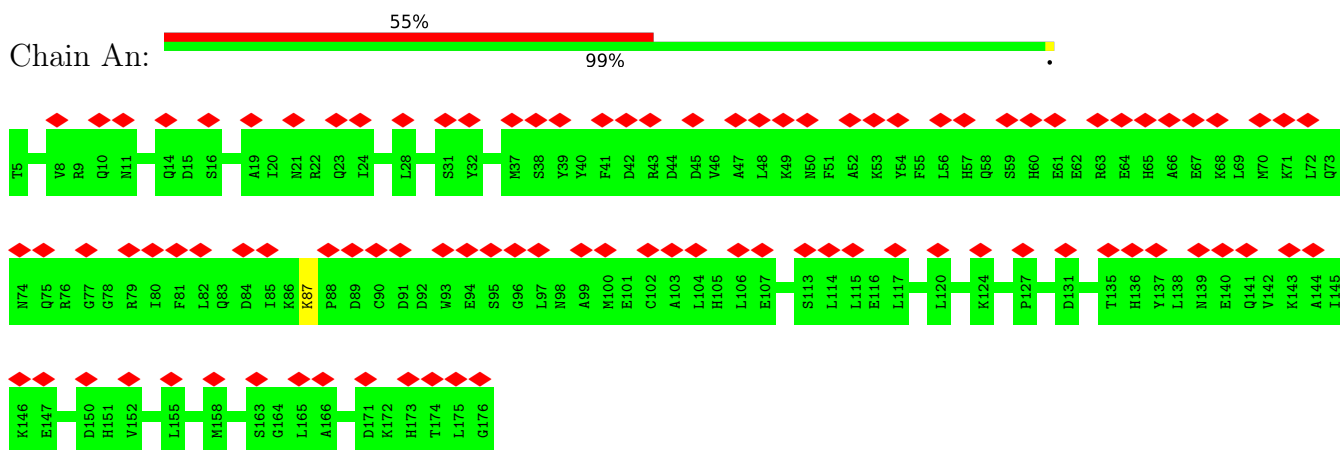 55%
Chain An:
99%
.
T5 V8 R9 Q10 N11 Q14 D15 S16 A19 I20 N21 R22 Q23 I24 L28 S31 Y32 M37 S38 Y39 Y40 F41 D42 R43 D44 D45 V46 A47 L48 K49 N50 F51 A52 K53 Y54 F55 L56 H57 Q58 S59 H60 E61 E62 R63 E64 H65 A66 E67 K68 L69 M70 K71 L72 Q73
N74 Q75 R76 G77 G78 R79 I80 F81 L82 Q83 D84 I85 K86 K87 P88 D89 C90 D91 D92 W93 E94 S95 G96 L97 N98 A99 M100 E101 C102 A103 L104 H105 L106 E107 S113 L114 L115 E116 L117 L120 K124 P127 D131 T135 H136 Y137 L138 N139 E140 Q141 V142 K143 A144 I145
K146 E147 D150 H151 V152 L155 M158 S163 G164 L165 A166 D171 K172 H173 T174 L175 G176